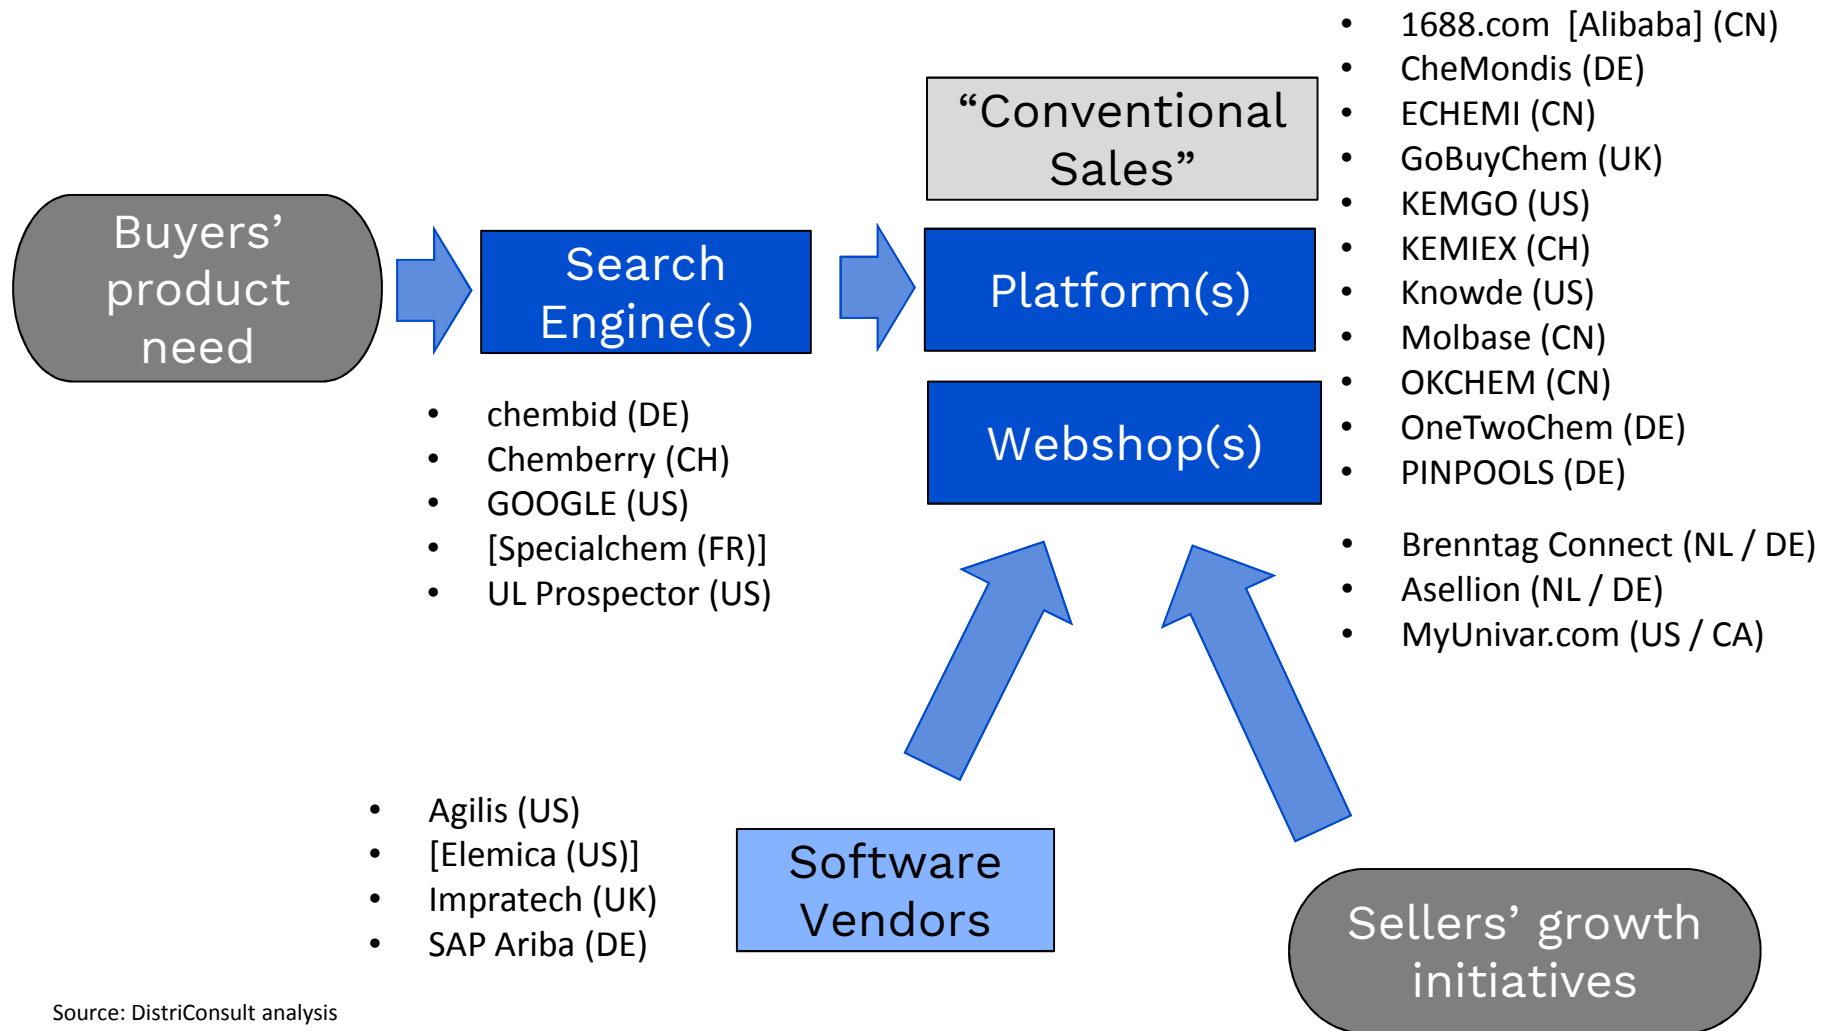 Buyers’
product
need
Search
Engine(s)
• chembid (DE)
• Chemberry (CH)
• GOOGLE (US)
• [Specialchem (FR)]
• UL Prospector (US)
“Conventional
Sales”
Platform(s)
Webshop(s)
• 1688.com [Alibaba] (CN)
• CheMondis (DE)
• ECHEMI (CN)
• GoBuyChem (UK)
• KEMGO (US)
• KEMIEX (CH)
• Knowde (US)
• Molbase (CN)
• OKCHEM (CN)
• OneTwoChem (DE)
• PINPOOLS (DE)
• Brenntag Connect (NL / DE)
• Asellion (NL / DE)
• MyUnivar.com (US / CA)
• Agilis (US)
• [Elemica (US)]
• Impratech (UK)
• SAP Ariba (DE)
Software
Vendors
Sellers’ growth
initiatives
Source: DistriConsult analysis